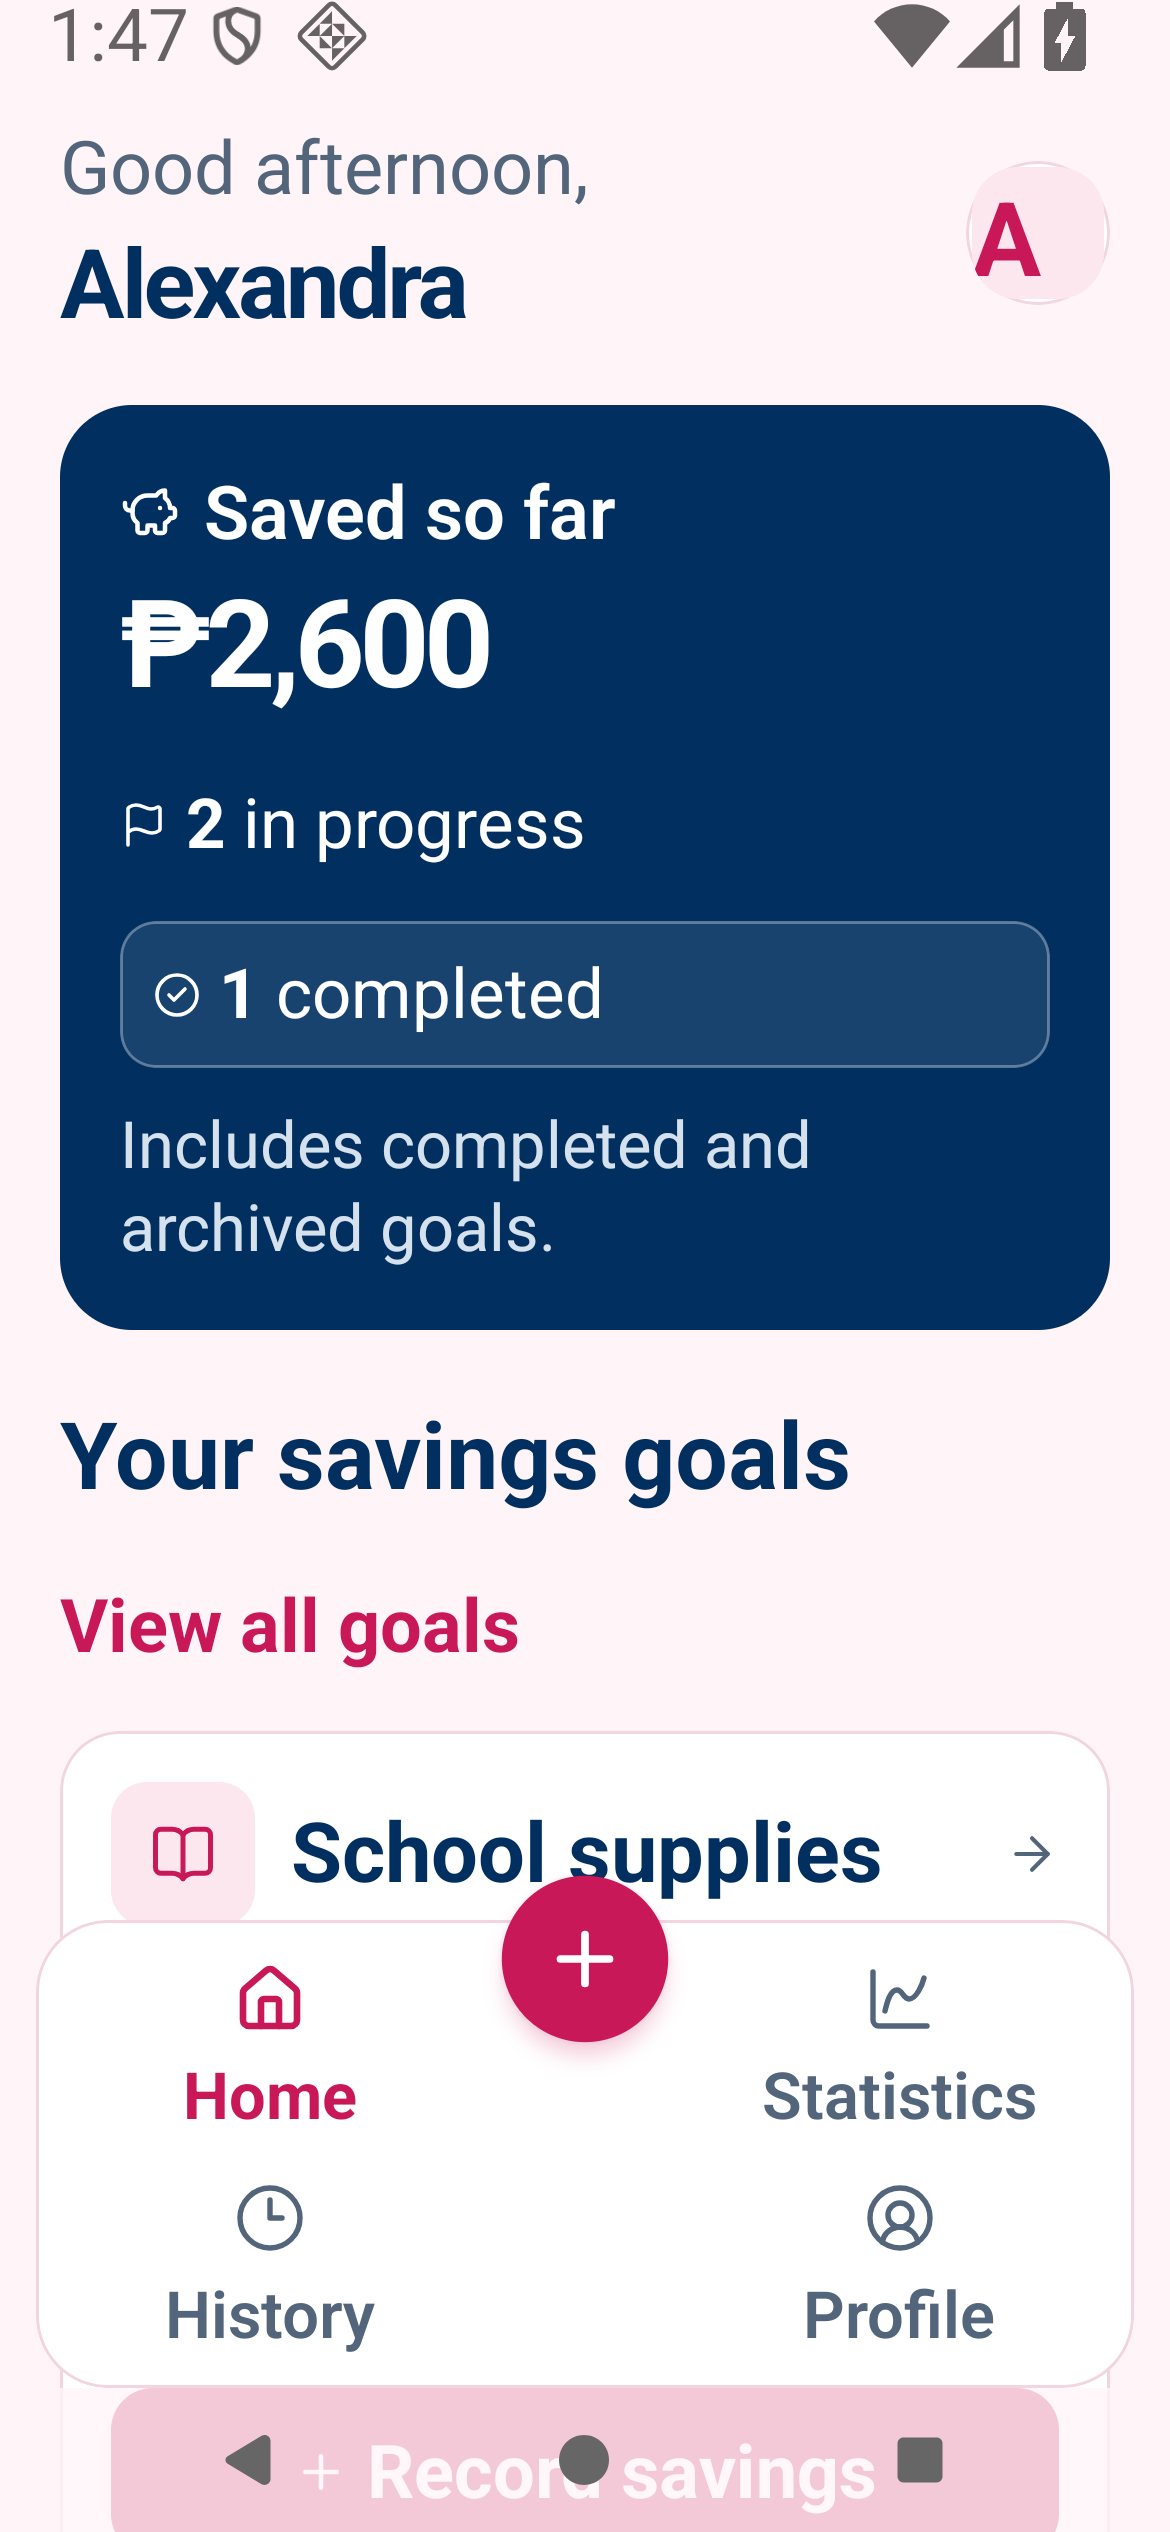 1:47
Good afternoon,
Alexandra
A
Saved so far
₱2,600
2 in progress
1 completed
Includes completed and
archived goals.
Your savings goals
View all goals
School supplies
Home
Statistics
History
Profile
+ Record savings